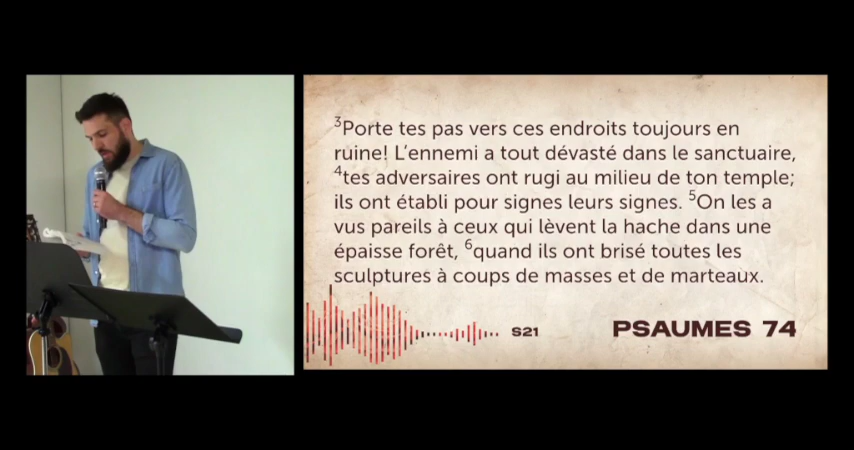 ³Porte tes pas vers ces endroits toujours en
ruine! L'ennemi a tout dévasté dans le sanctuaire,
⁴tes adversaires ont rugi au milieu de ton temple;
ils ont établi pour signes leurs signes. ⁵On les a
vus pareils à ceux qui lèvent la hache dans une
épaisse forêt, ⁶quand ils ont brisé toutes les
sculptures à coups de masses et de marteaux.
S21
PSAUMES 74